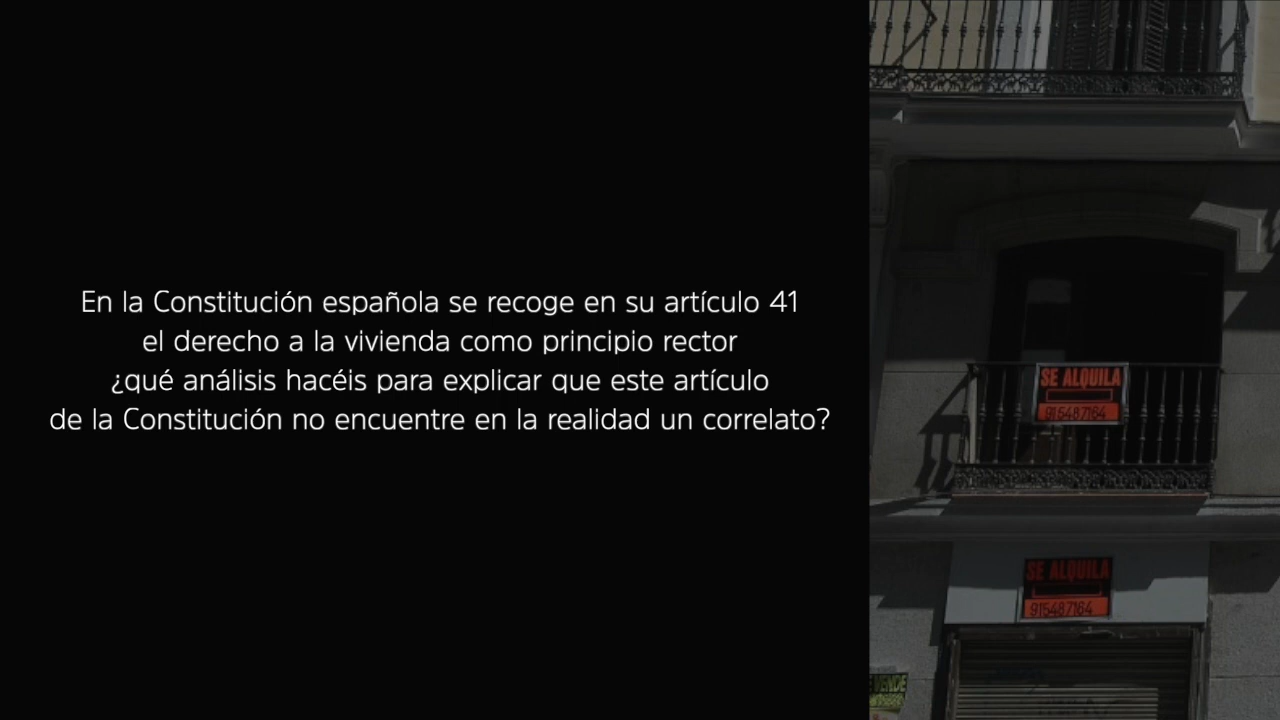 En la Constitución española se recoge en su artículo 41
el derecho a la vivienda como principio rector
¿qué análisis hacéis para explicar que este artículo
de la Constitución no encuentre en la realidad un correlato?
SE ALQUILA
915487164
SE ALQUILA
915487164
VENDE